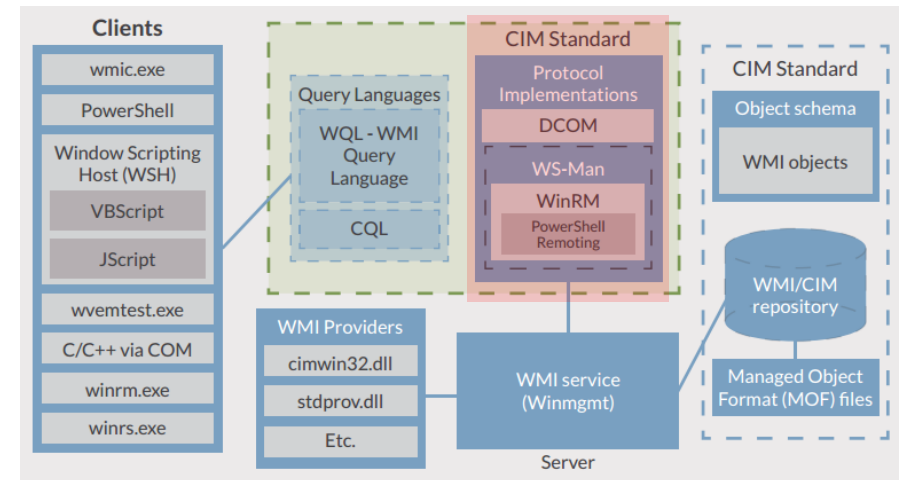 Clients
wmic.exe
PowerShell
Window Scripting
Host (WSH)
VBScript
JScript
wvemtest.exe
C/C++ via COM
winrm.exe
winrs.exe
Query Languages
WQL - WMI
Query
Language
CQL
CIM Standard
Protocol
Implementations
DCOM
WS-Man
WinRM
PowerShell
Remoting
WMI Providers
cimwin32.dll
stdprov.dll
Etc.
WMI service
(Winmgmt)
Server
CIM Standard
Object schema
WMI objects
WMI/CIM
repository
Managed Object
Format (MOF) files